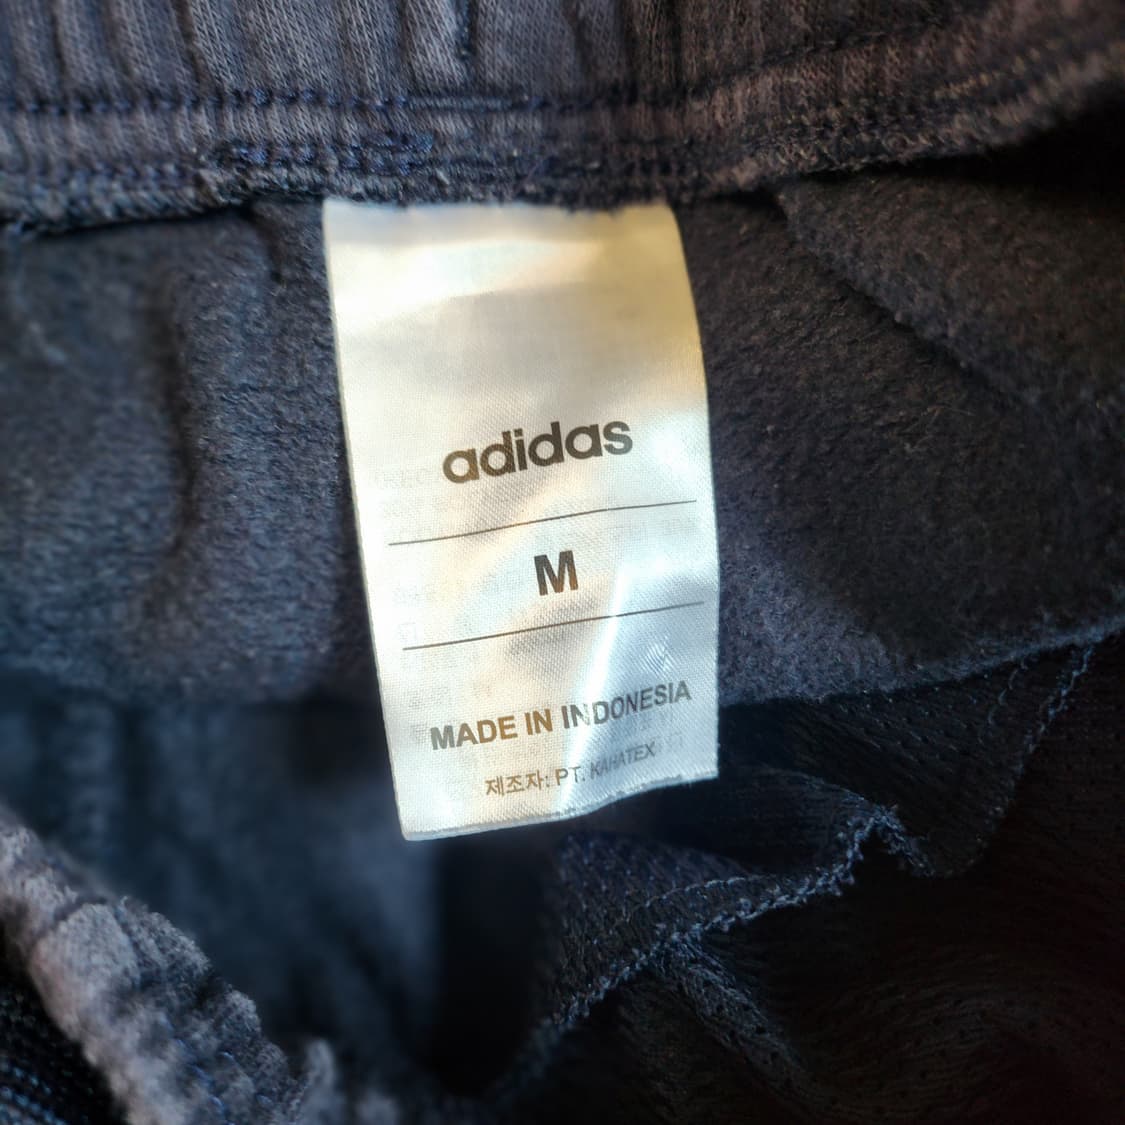 adidas
M
MADE IN INDONESIA
제조자: PT. KAHATEX